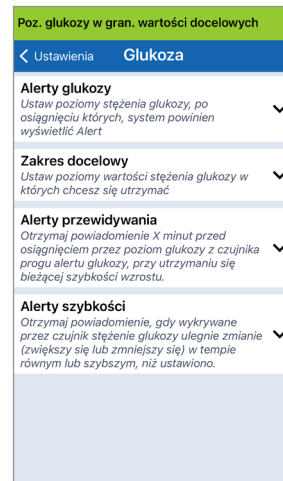 Poz. glukozy w gran. wartości docelowych
Ustawienia Glukoza
Alerty glukozy
Ustaw poziomy stężenia glukozy, po
osiągnięciu których, system powinien
wyświetlić Alert
Zakres docelowy
Ustaw poziomy wartości stężenia glukozy w
których chcesz się utrzymać
Alerty przewidywania
Otrzymaj powiadomienie X minut przed
osiągnięciem przez poziom glukozy z czujnika
progu alertu glukozy, przy utrzymaniu się
bieżącej szybkości wzrostu.
Alerty szybkości
Otrzymaj powiadomienie, gdy wykrywane
przez czujnik stężenie glukozy ulegnie zmianie
(zwiększy się lub zmniejszy się) w tempie
równym lub szybszym, niż ustawiono.